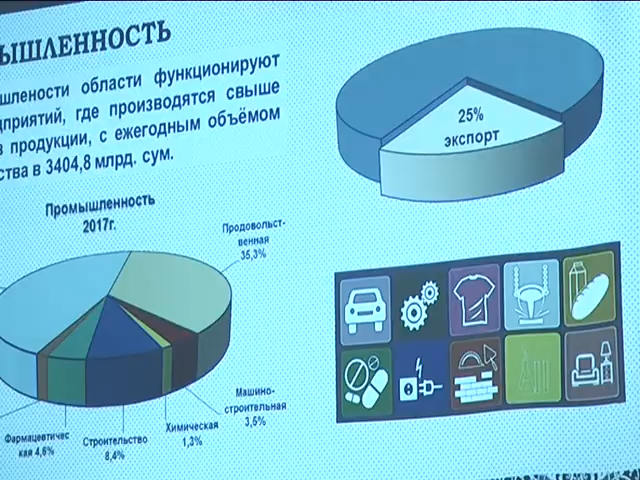 ышленность
шлености области функционируют
дприятий, где производятся свыше
в продукции, с ежегодным объёмом
ства в 3404,8 млрд. сум.
25%
экспорт
Промышленность
2017г.
Продовольст-
венная
35,3%
Машино-
строительная
3,5%
Химическая
1,3%
Строительство
8,4%
Фармацевтичес
кая 4,6%